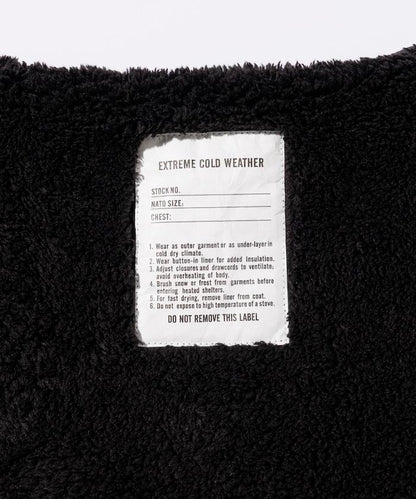 EXTREME COLD WEATHER
STOCK NO.
NATO SIZE:
CHEST:
1. Wear as outer garment or as under-layer in
cold dry climate.
2. Wear button-in liner for added insulation.
3. Adjust closures and drawcords to ventilate;
avoid overheating of body.
4. Brush snow or frost from garments before
entering heated shelters.
5. For fast drying, remove liner from coat.
6. Do not expose to high temperature of a stove.
DO NOT REMOVE THIS LABEL